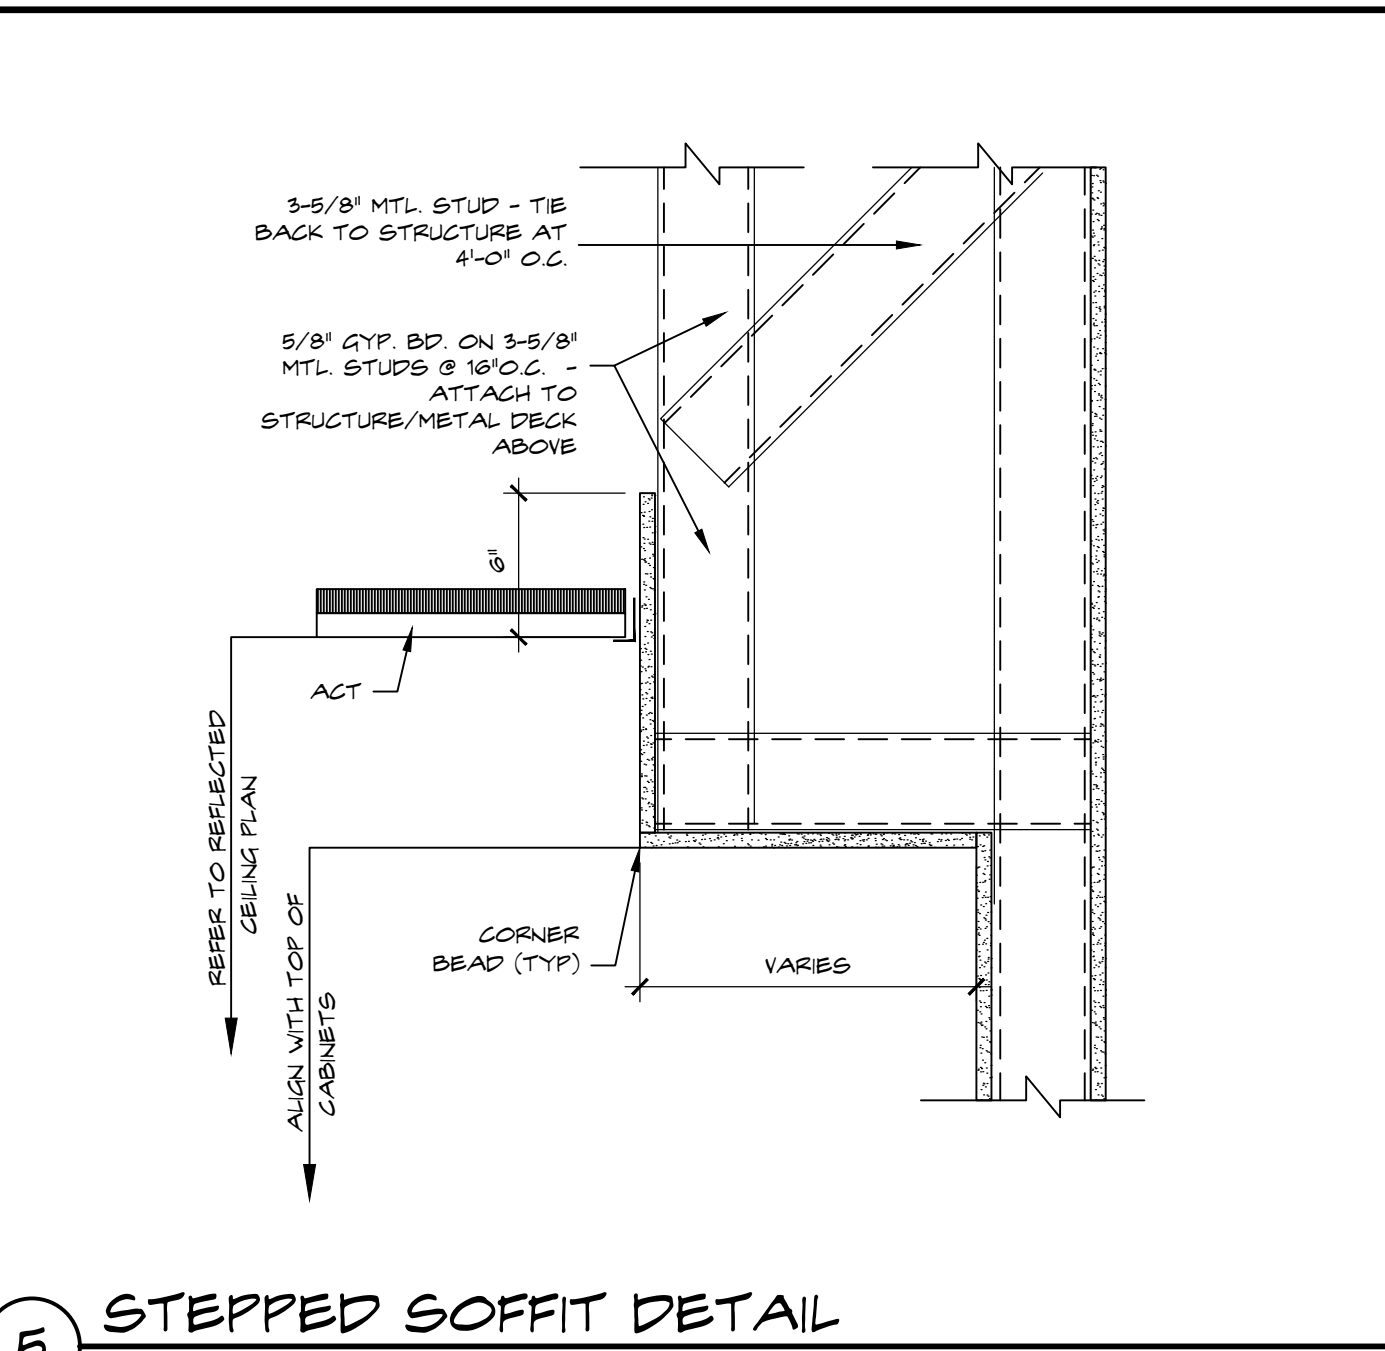 3-5/8" MTL. STUD - TIE
BACK TO STRUCTURE AT
4'-0" O.C.
5/8" GYP. BD. ON 3-5/8"
MTL. STUDS @ 16"O.C. -
ATTACH TO
STRUCTURE/METAL DECK
ABOVE
6"
ACT
REFER TO REFLECTED
CEILING PLAN
ALIGN WITH TOP OF
CABINETS
CORNER
BEAD (TYP)
VARIES
5
STEPPED SOFFIT DETAIL